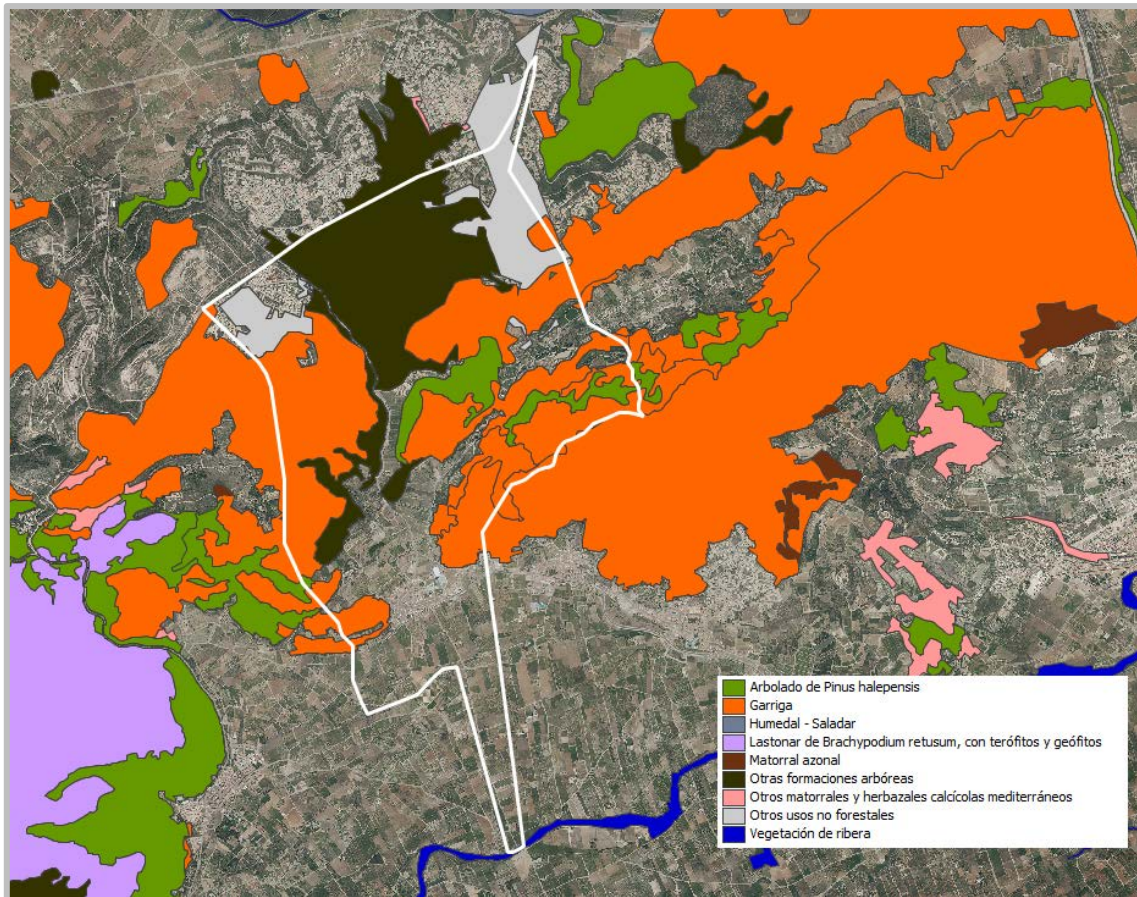 Arbolado de Pinus halepensis
Garriga
Humedal - Saladar
Lastonar de Brachypodium retusum, con terófitos y geófitos
Matorral azonal
Otras formaciones arbóreas
Otros matorrales y herbazales calcícolas mediterráneos
Otros usos no forestales
Vegetación de ribera